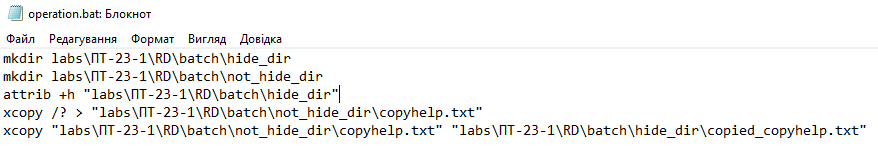 operation.bat: Блокнот
Файл Редагування Формат Вигляд Довідка
mkdir labs\ПТ-23-1\RD\batch\hide_dir
mkdir labs\ПТ-23-1\RD\batch\not_hide_dir
attrib +h "labs\ПТ-23-1\RD\batch\hide_dir"
xcopy /? > "labs\ПТ-23-1\RD\batch\not_hide_dir\copyhelp.txt"
xcopy "labs\ПТ-23-1\RD\batch\not_hide_dir\copyhelp.txt" "labs\ПТ-23-1\RD\batch\hide_dir\copied_copyhelp.txt"